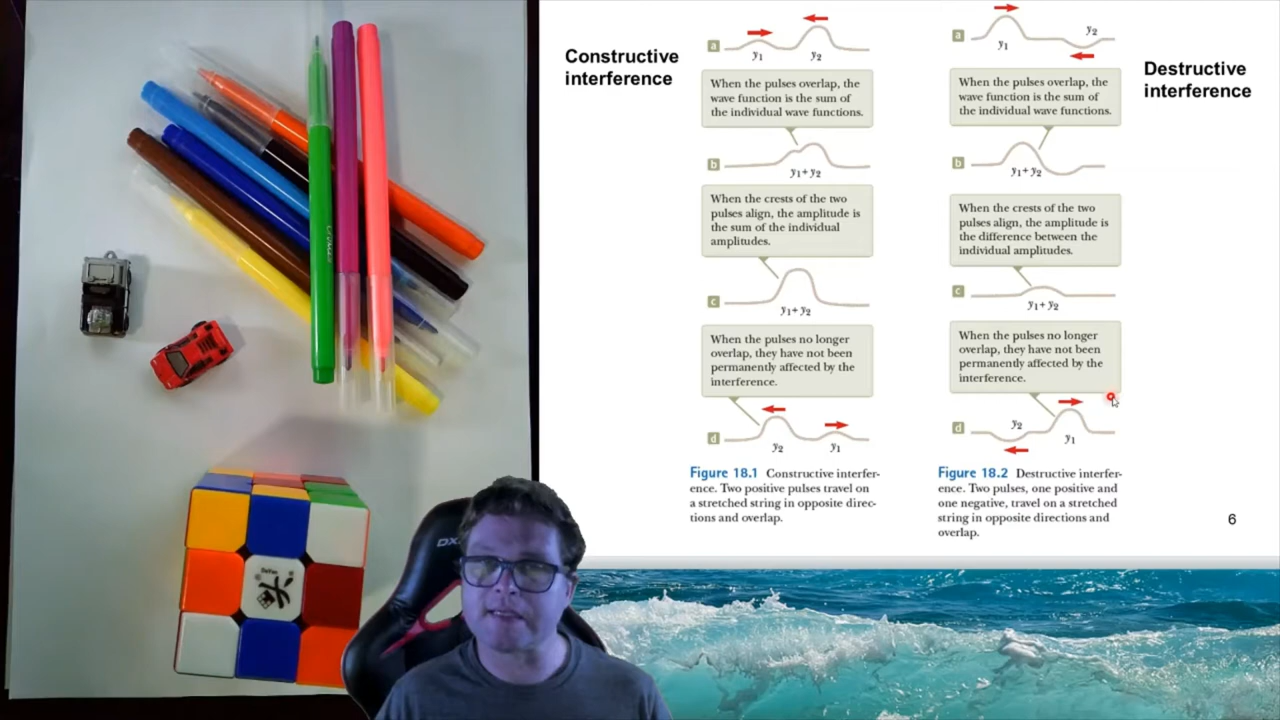 Constructive
interference
a
y1
y2
When the pulses overlap, the
wave function is the sum of
the individual wave functions.
b
y1+ y2
When the crests of the two
pulses align, the amplitude is
the sum of the individual
amplitudes.
c
y1+ y2
When the pulses no longer
overlap, they have not been
permanently affected by the
interference.
d
y2
y1
Figure 18.1 Constructive interfer-
ence. Two positive pulses travel on
a stretched string in opposite direc-
tions and overlap.
Destructive
interference
a
y1
y2
When the pulses overlap, the
wave function is the sum of
the individual wave functions.
b
y1+ y2
When the crests of the two
pulses align, the amplitude is
the difference between the
individual amplitudes.
c
y1+ y2
When the pulses no longer
overlap, they have not been
permanently affected by the
interference.
d
y2
y1
Figure 18.2 Destructive interfer-
ence. Two pulses, one positive and
one negative, travel on a stretched
string in opposite directions and
overlap.
6
DaYan
DX